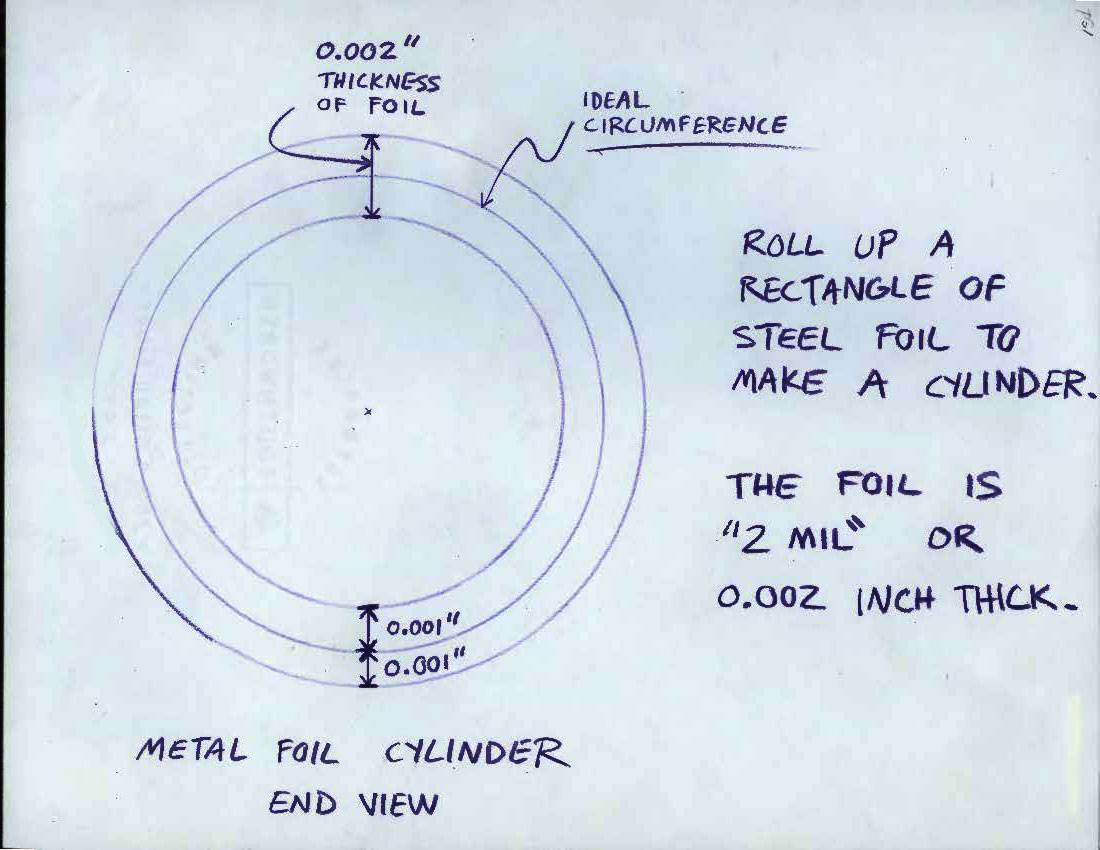 0.002"
THICKNESS
OF FOIL
IDEAL
CIRCUMFERENCE
ROLL UP A
RECTANGLE OF
STEEL FOIL TO
MAKE A CYLINDER.
THE FOIL IS
"2 MIL" OR
0.002 INCH THICK.
0.001"
0.001"
METAL FOIL CYLINDER
END VIEW